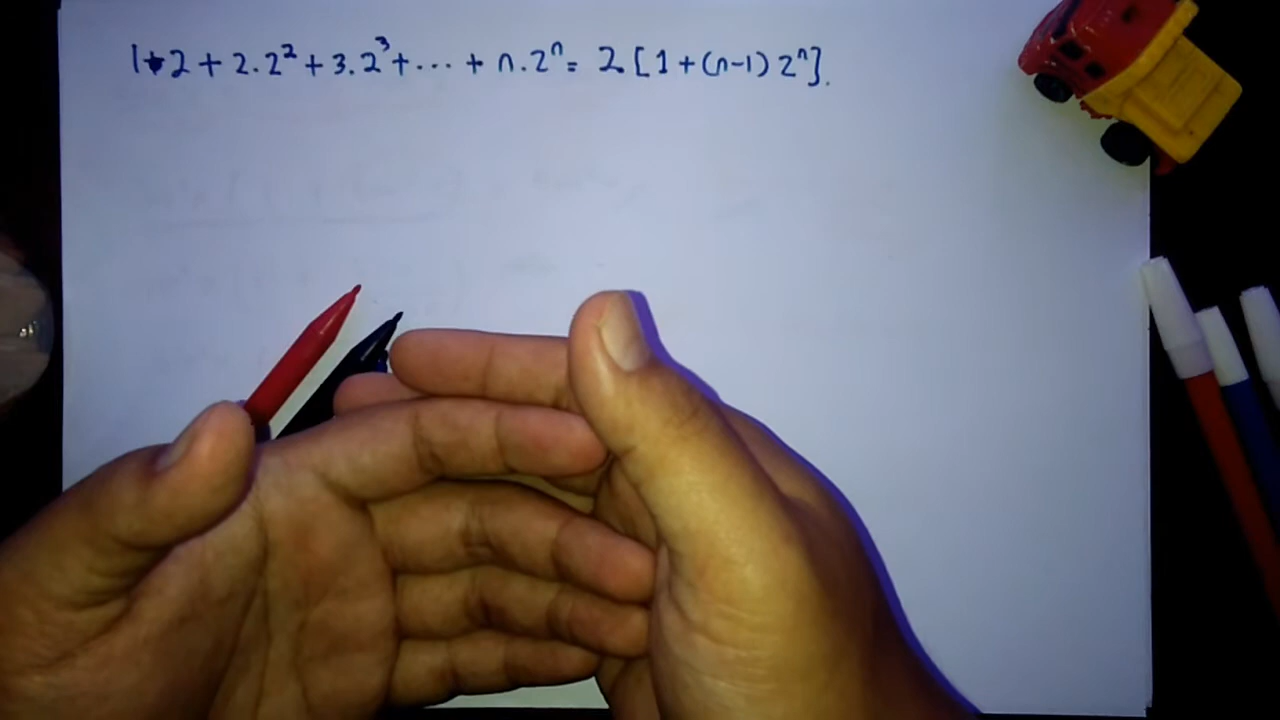 1•2 + 2.2² + 3.2³ + ... + n.2ⁿ = 2[1+(n-1)2ⁿ].